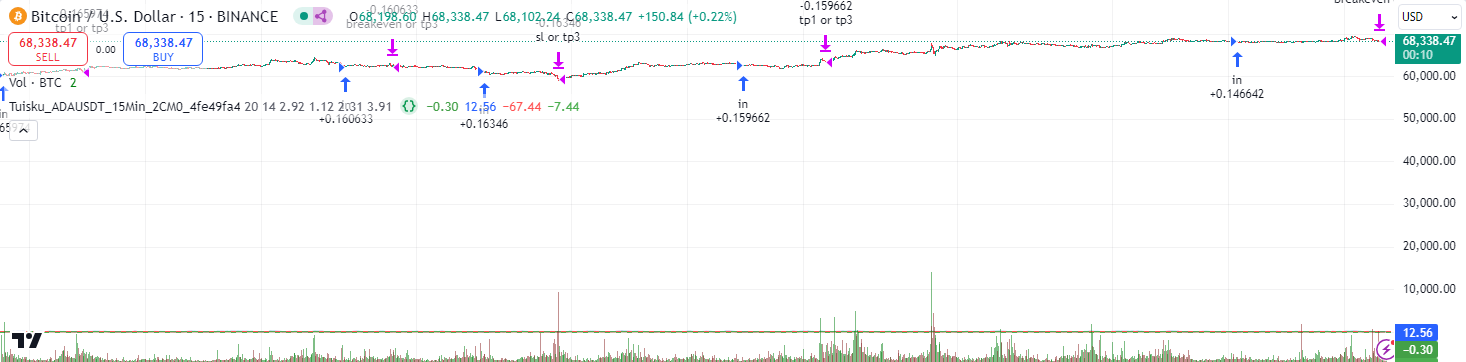 Bitcoin / U.S. Dollar · 15 · BINANCE
O68,198.60 H68,338.47 L68,102.24 C68,338.47 +150.84 (+0.22%)
-0.165974
tp1 or tp3
-0.160633
breakeven or tp3
-0.16346
sl or tp3
-0.159662
tp1 or tp3
breakeven
USD
68,338.47
SELL
0.00
68,338.47
BUY
68,338.47
00:10
Vol · BTC 2
60,000.00
Tuisku_ADAUSDT_15Min_2CM0_4fe49fa4 20 14 2.92 1.12 2.31 3.91 {} −0.30 12.56 −67.44 −7.44
in
in
+0.160633
in
+0.16346
in
+0.159662
in
+0.146642
50,000.00
40,000.00
30,000.00
20,000.00
10,000.00
12.56
−0.30